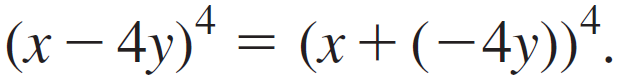 (x − 4y)⁴ = (x + (−4y))⁴.